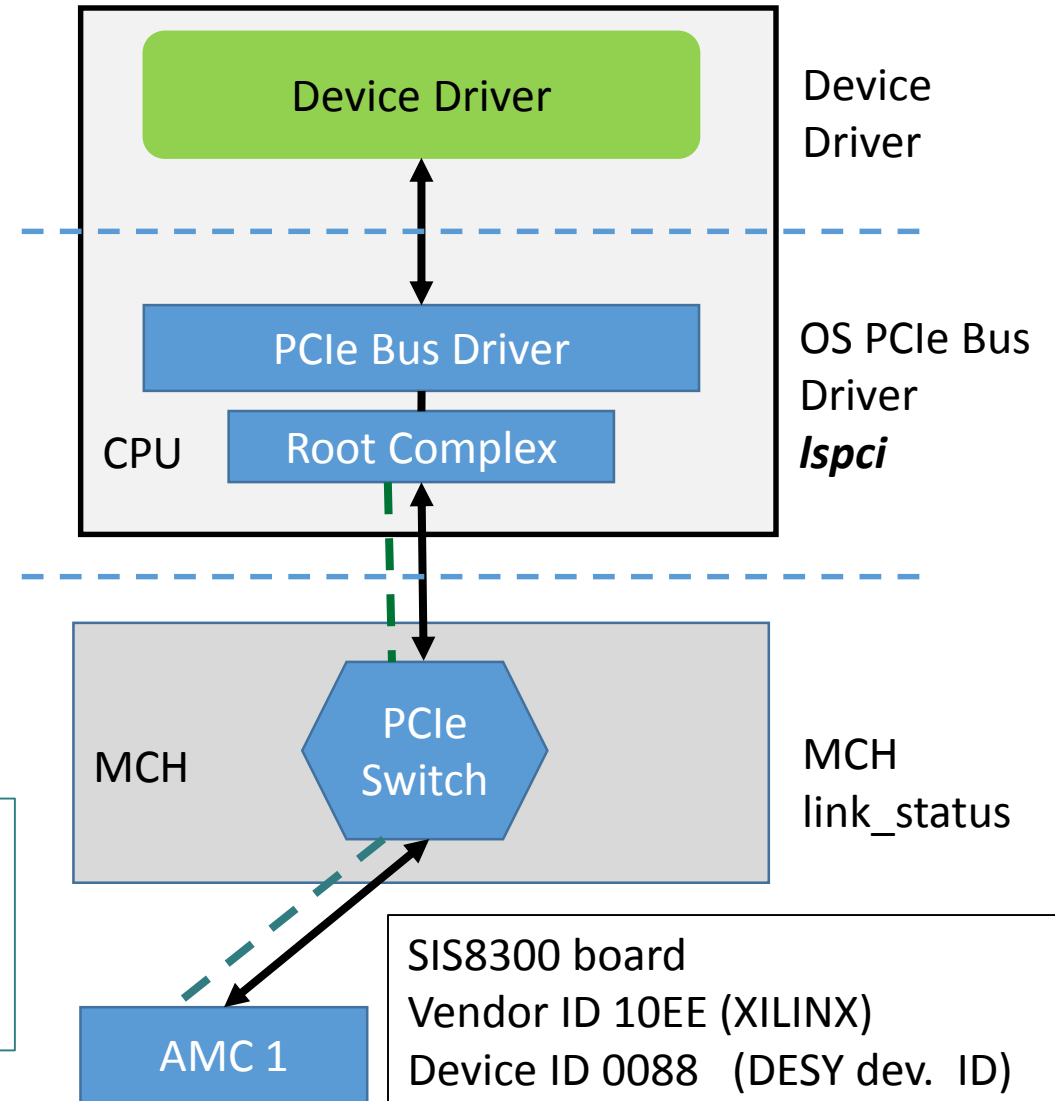 Device Driver
Device
Driver
PCIe Bus Driver
OS PCIe Bus
Driver
lspci
CPU
Root Complex
PCIe
Switch
MCH
MCH
link_status
SIS8300 board
Vendor ID 10EE (XILINX)
Device ID 0088 (DESY dev. ID)
AMC 1